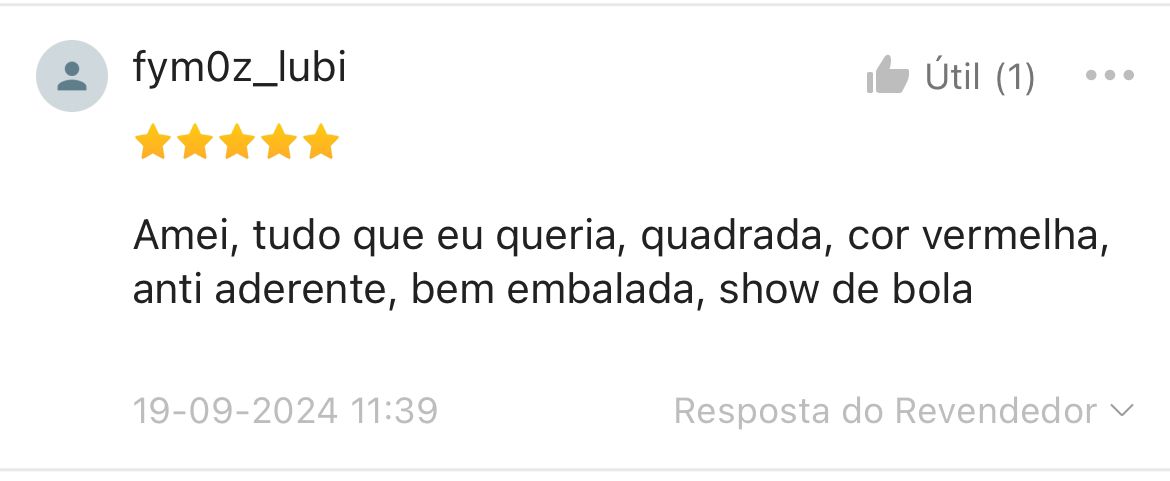 fym0z_lubi
Útil (1)
Amei, tudo que eu queria, quadrada, cor vermelha,
anti aderente, bem embalada, show de bola
19-09-2024 11:39
Resposta do Revendedor